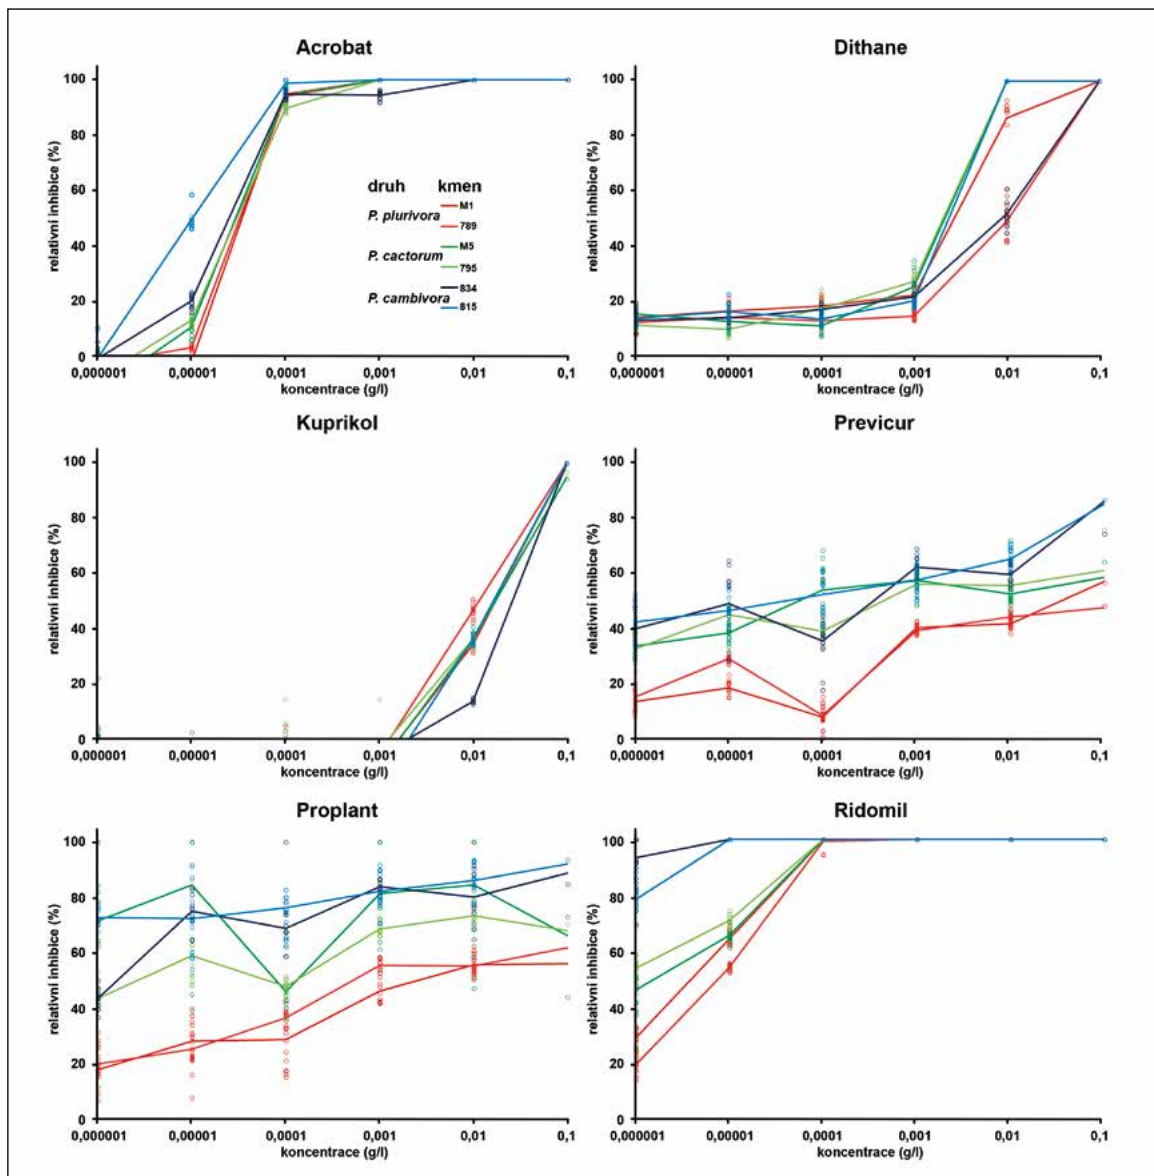 Acrobat
relativní inhibice (%)
100
80
60
40
20
0
druh kmen
P. plurivora
M1
789
P. cactorum
M5
795
P. cambivora
834
815
0,000001 0,00001 0,0001 0,001 0,01 0,1
koncentrace (g/l)
Dithane
relativní inhibice (%)
100
80
60
40
20
0
0,000001 0,00001 0,0001 0,001 0,01 0,1
koncentrace (g/l)
Kuprikol
relativní inhibice (%)
100
80
60
40
20
0
0,000001 0,00001 0,0001 0,001 0,01 0,1
koncentrace (g/l)
Previcur
relativní inhibice (%)
100
80
60
40
20
0
0,000001 0,00001 0,0001 0,001 0,01 0,1
koncentrace (g/l)
Proplant
relativní inhibice (%)
100
80
60
40
20
0
0,000001 0,00001 0,0001 0,001 0,01 0,1
koncentrace (g/l)
Ridomil
relativní inhibice (%)
100
80
60
40
20
0
0,000001 0,00001 0,0001 0,001 0,01 0,1
koncentrace (g/l)